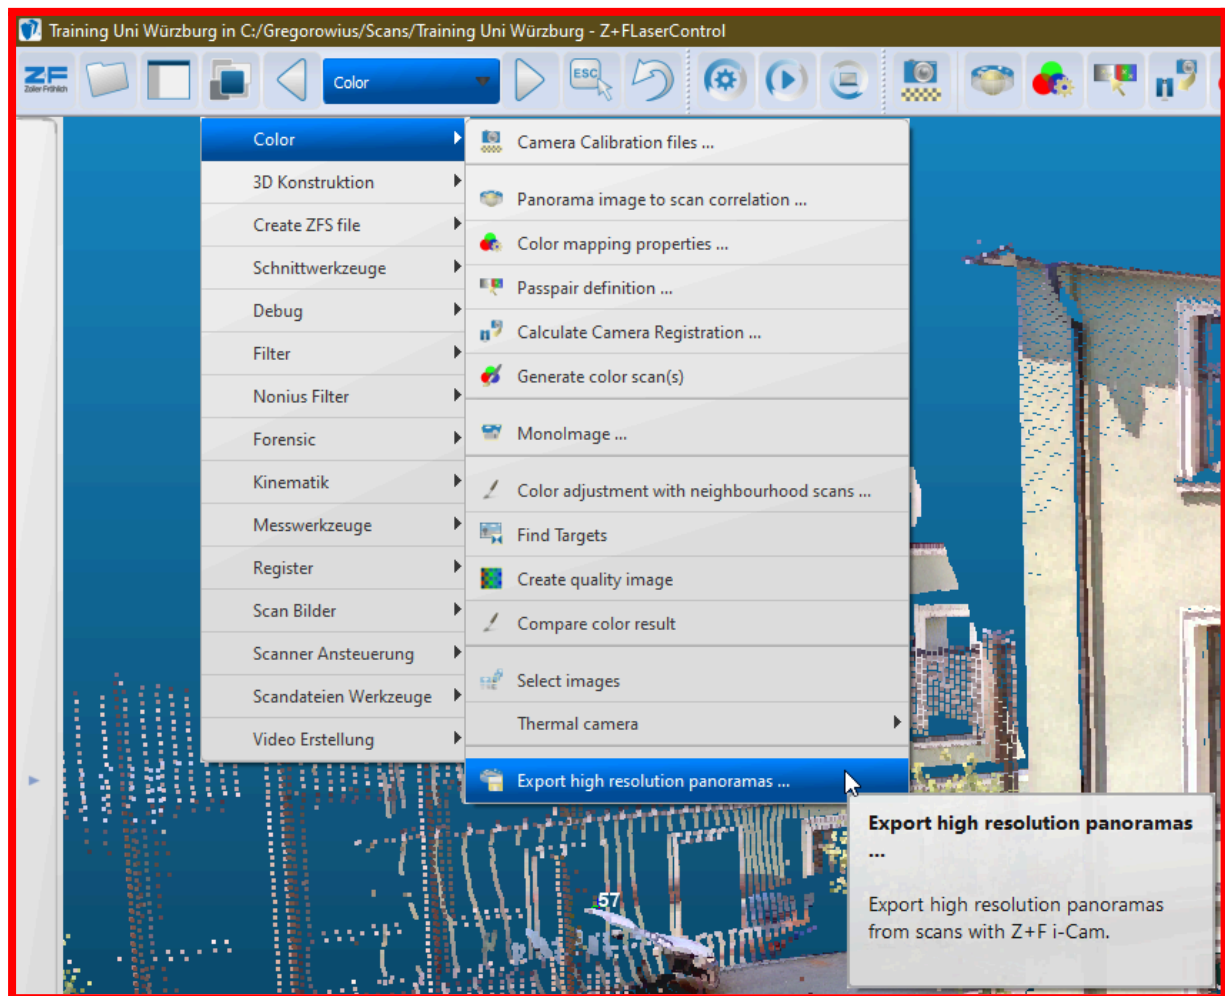 Training Uni Würzburg in C:/Gregorowius/Scans/Training Uni Würzburg - Z+FLaserControl
ZF
Zoller+Fröhlich
Color
ESC
n
Color
3D Konstruktion
Create ZFS file
Schnittwerkzeuge
Debug
Filter
Nonius Filter
Forensic
Kinematik
Messwerkzeuge
Register
Scan Bilder
Scanner Ansteuerung
Scandateien Werkzeuge
Video Erstellung
Camera Calibration files ...
Panorama image to scan correlation ...
Color mapping properties ...
Passpair definition ...
n
Calculate Camera Registration ...
Generate color scan(s)
MonoImage ...
Color adjustment with neighbourhood scans ...
Find Targets
Create quality image
Compare color result
Select images
Thermal camera
Export high resolution panoramas ...
Export high resolution panoramas
...
Export high resolution panoramas
from scans with Z+F i-Cam.
57